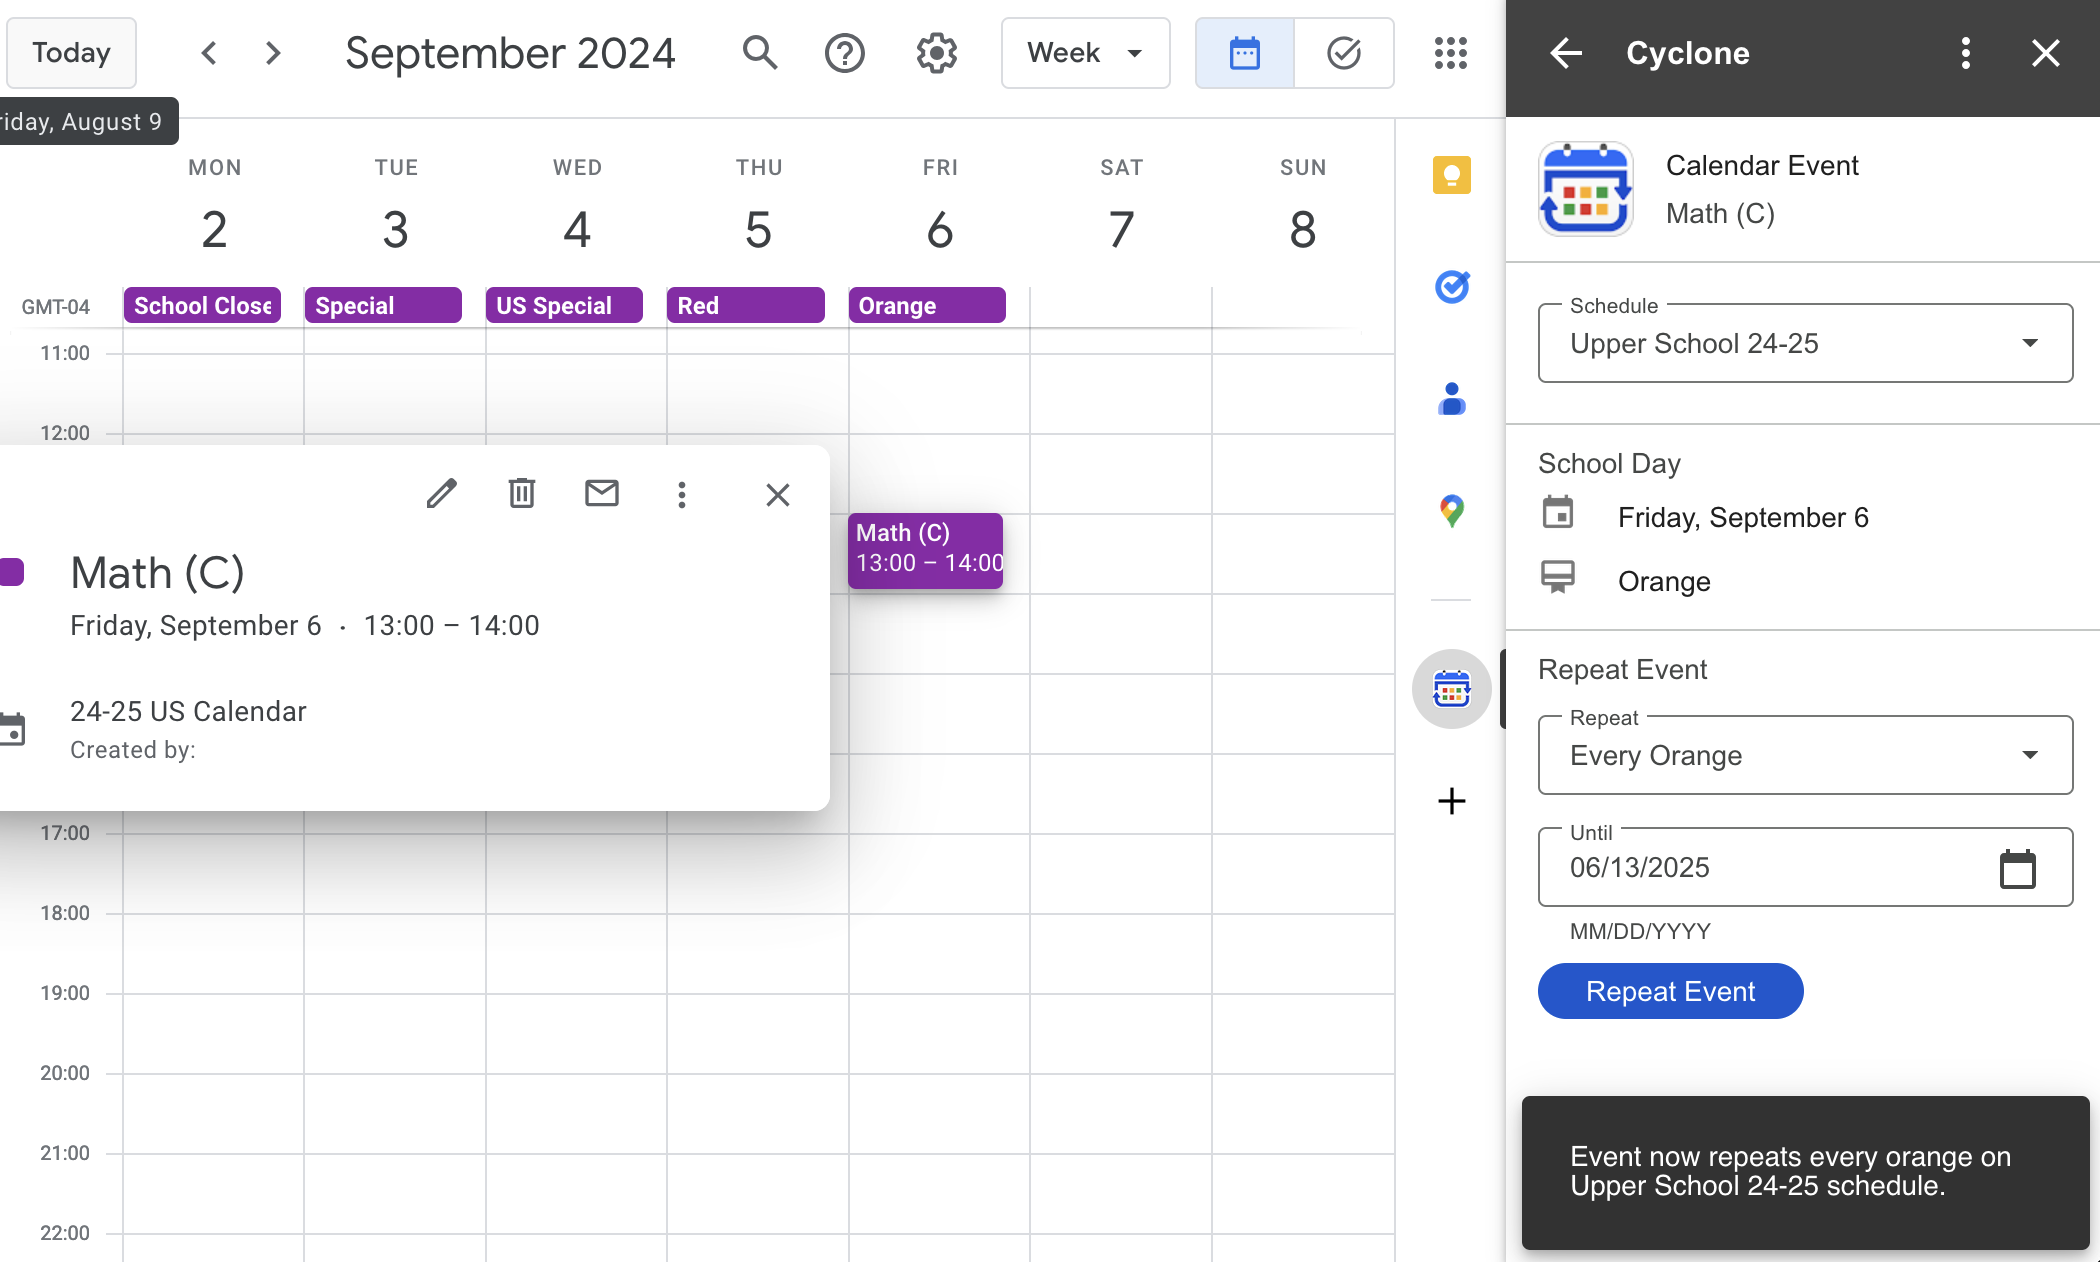 Today
September 2024
Week
riday, August 9
MON
TUE
WED
THU
FRI
SAT
SUN
2
3
4
5
6
7
8
GMT-04
School Close
Special
US Special
Red
Orange
11:00
12:00
Math (C)
13:00 – 14:00
Math (C)
Friday, September 6 · 13:00 – 14:00
24-25 US Calendar
Created by:
17:00
18:00
19:00
20:00
21:00
22:00
Cyclone
Calendar Event
Math (C)
Schedule
Upper School 24-25
School Day
Friday, September 6
Orange
Repeat Event
Repeat
Every Orange
Until
06/13/2025
MM/DD/YYYY
Repeat Event
Event now repeats every orange on
Upper School 24-25 schedule.